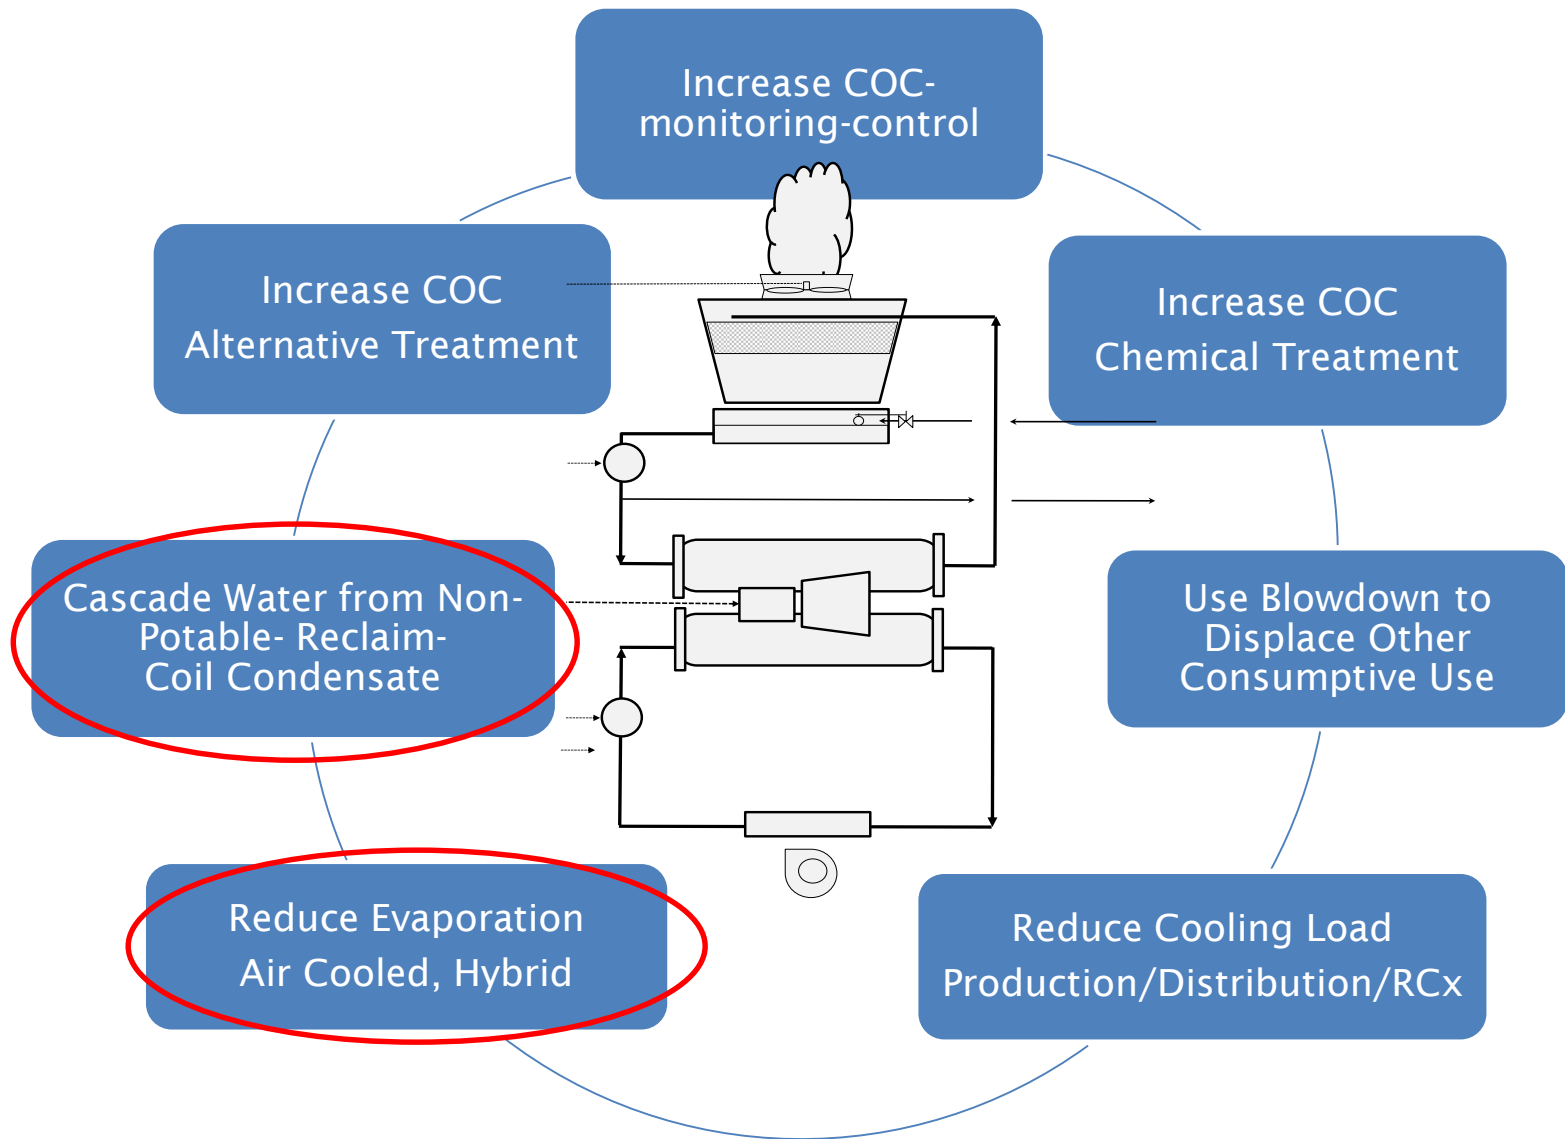 Increase COC-
monitoring-control
Increase COC
Alternative Treatment
Increase COC
Chemical Treatment
Cascade Water from Non-
Potable- Reclaim-
Coil Condensate
Use Blowdown to
Displace Other
Consumptive Use
Reduce Evaporation
Air Cooled, Hybrid
Reduce Cooling Load
Production/Distribution/RCx